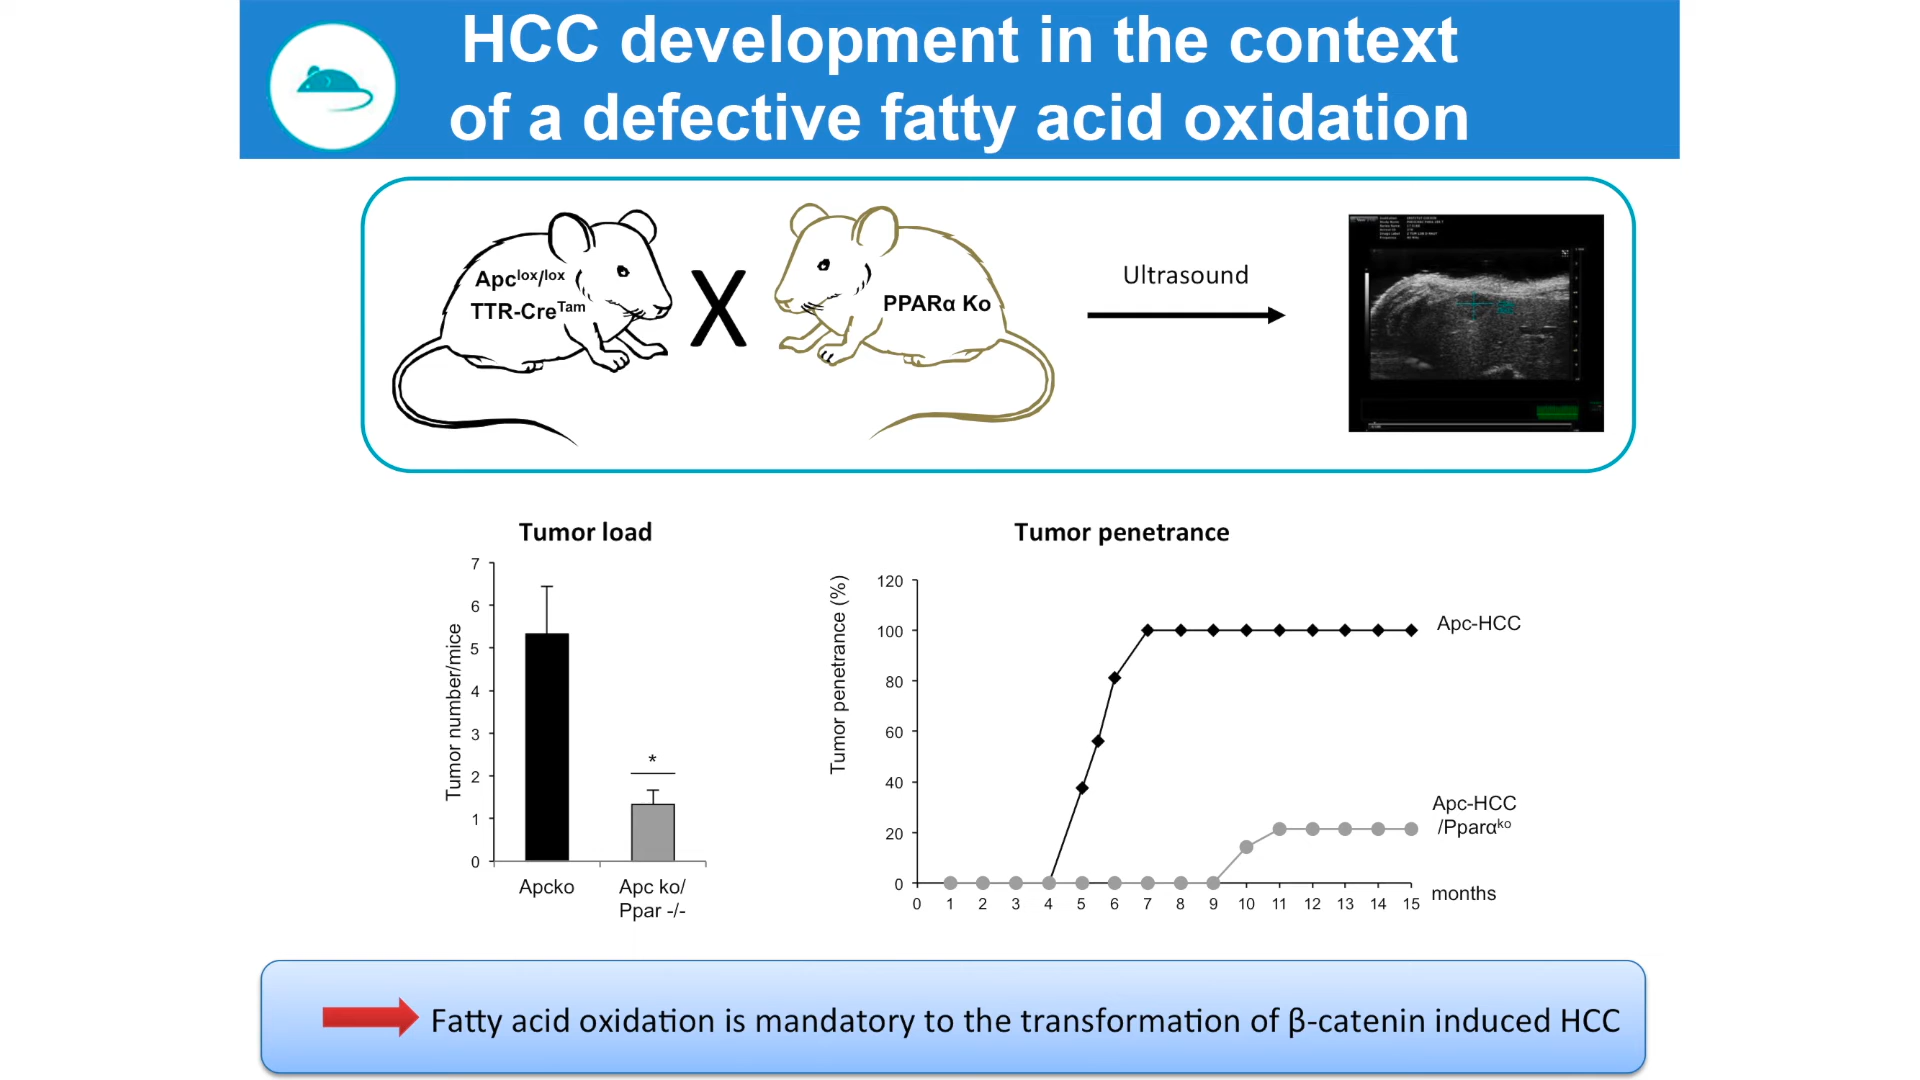 HCC development in the context
of a defective fatty acid oxidation
Apclox/lox
TTR-CreTam
X
PPARα Ko
Ultrasound
Tumor load
Tumor number/mice
7
6
5
4
3
2
1
0
*
Apcko
Apc ko/
Ppar -/-
Tumor penetrance
Tumor penetrance (%)
120
100
80
60
40
20
0
Apc-HCC
Apc-HCC
/Pparαko
0 1 2 3 4 5 6 7 8 9 10 11 12 13 14 15
months
Fatty acid oxidation is mandatory to the transformation of β-catenin induced HCC